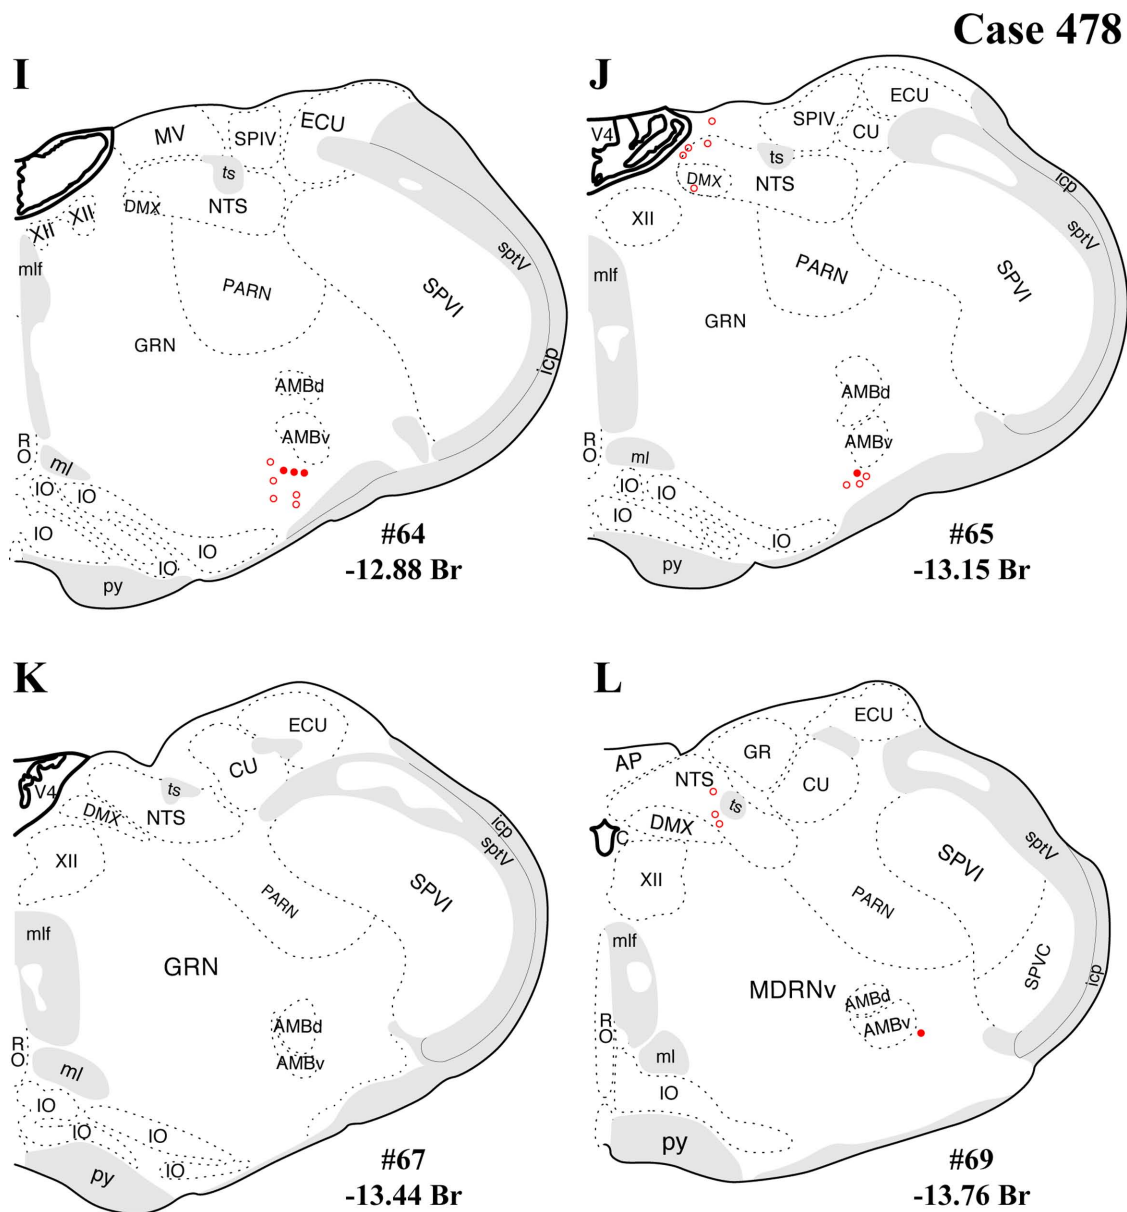 Case 478
I
MV
SPIV
ECU
ts
DMX
NTS
XII
XII
mlf
sptV
PARN
SPVI
GRN
icp
AMBd
AMBv
R
O
ml
IO
IO
IO
IO
IO
py
#64
-12.88 Br
J
V4
SPIV
ECU
CU
ts
DMX
NTS
icp
XII
sptV
mlf
PARN
SPVI
GRN
AMBd
AMBv
R
O
ml
IO
IO
IO
IO
py
#65
-13.15 Br
K
ECU
CU
V4
ts
DMX
NTS
icp
sptV
XII
SPVI
PARN
mlf
GRN
AMBd
AMBv
R
O
ml
IO
IO
IO
IO
py
#67
-13.44 Br
L
ECU
AP
GR
NTS
CU
ts
DMX
C
sptV
SPVI
XII
PARN
mlf
SPVC
icp
MDRNv
AMBd
AMBv
R
O
ml
IO
py
#69
-13.76 Br